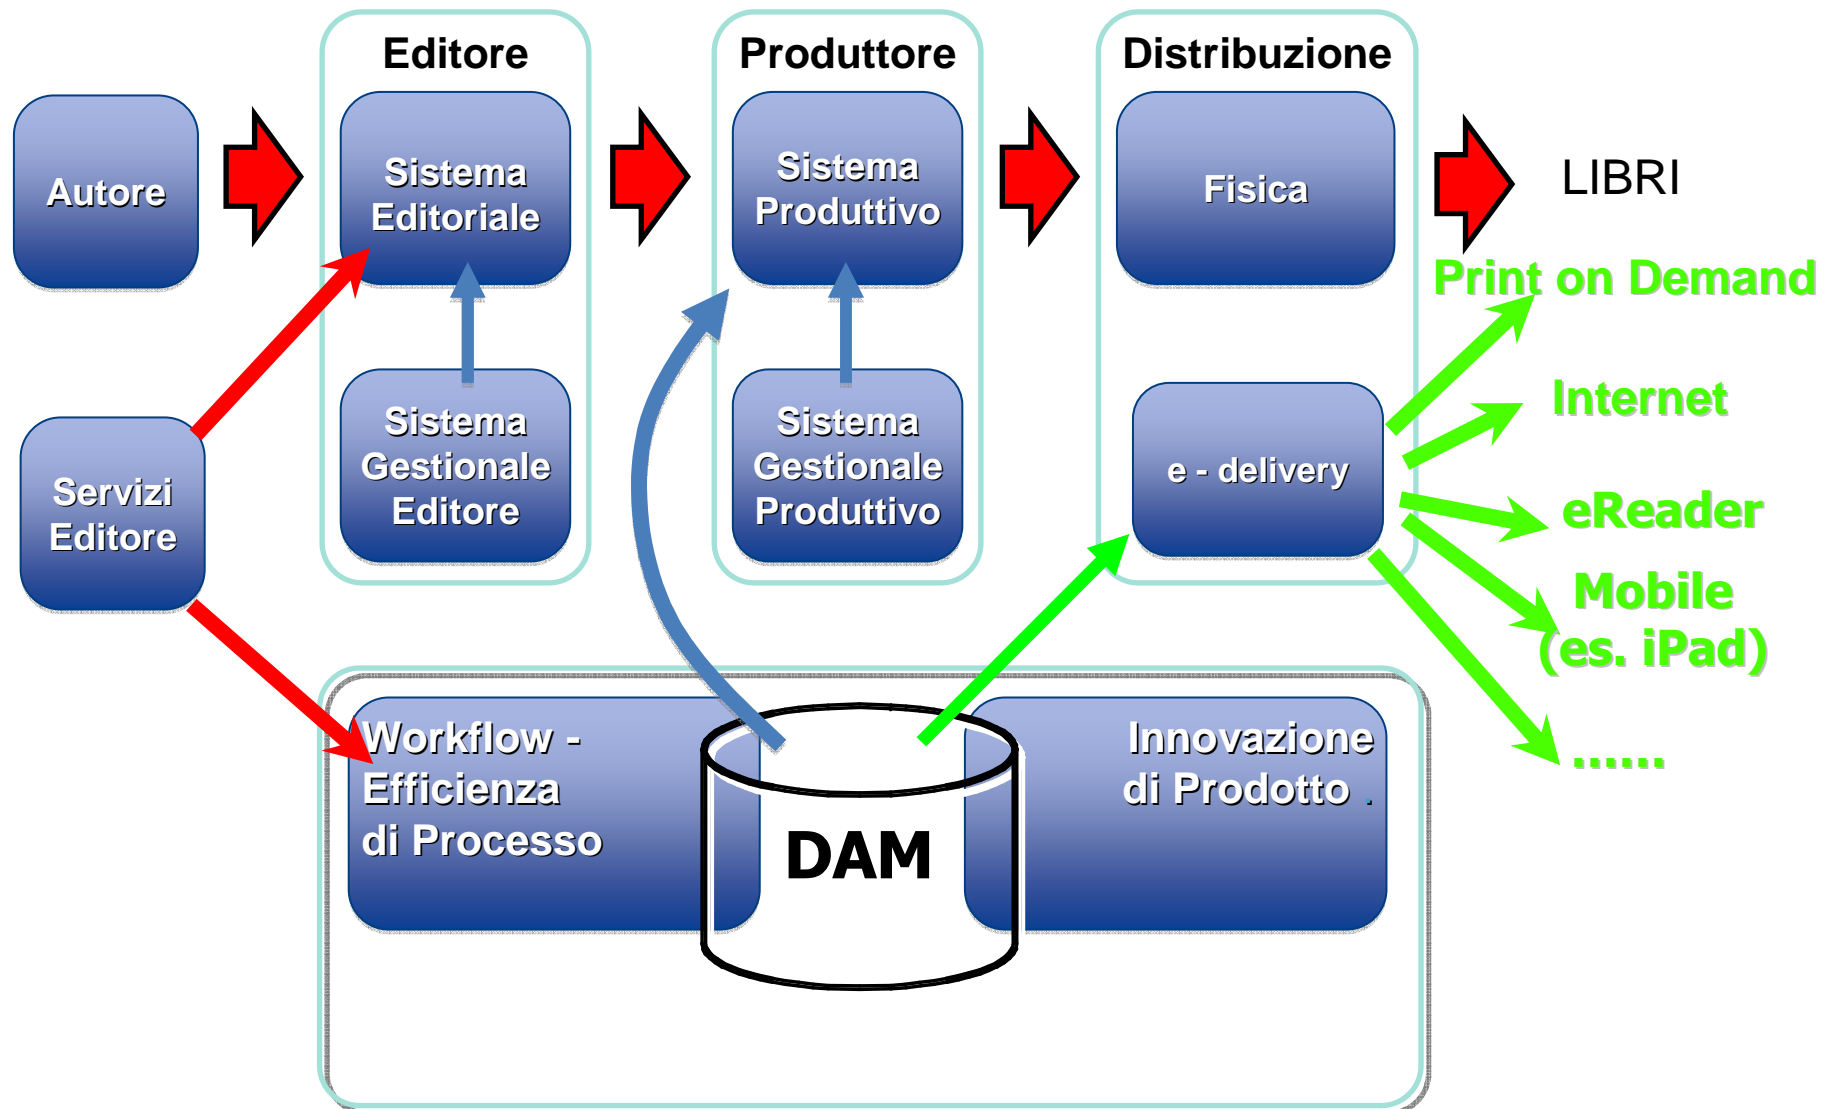 Editore
Produttore
Distribuzione
Autore
Sistema
Editoriale
Sistema
Produttivo
Fisica
LIBRI
Print on Demand
Servizi
Editore
Sistema
Gestionale
Editore
Sistema
Gestionale
Produttivo
e - delivery
Internet
eReader
Mobile
(es. iPad)
......
Workflow -
Efficienza
di Processo
DAM
Innovazione
di Prodotto .